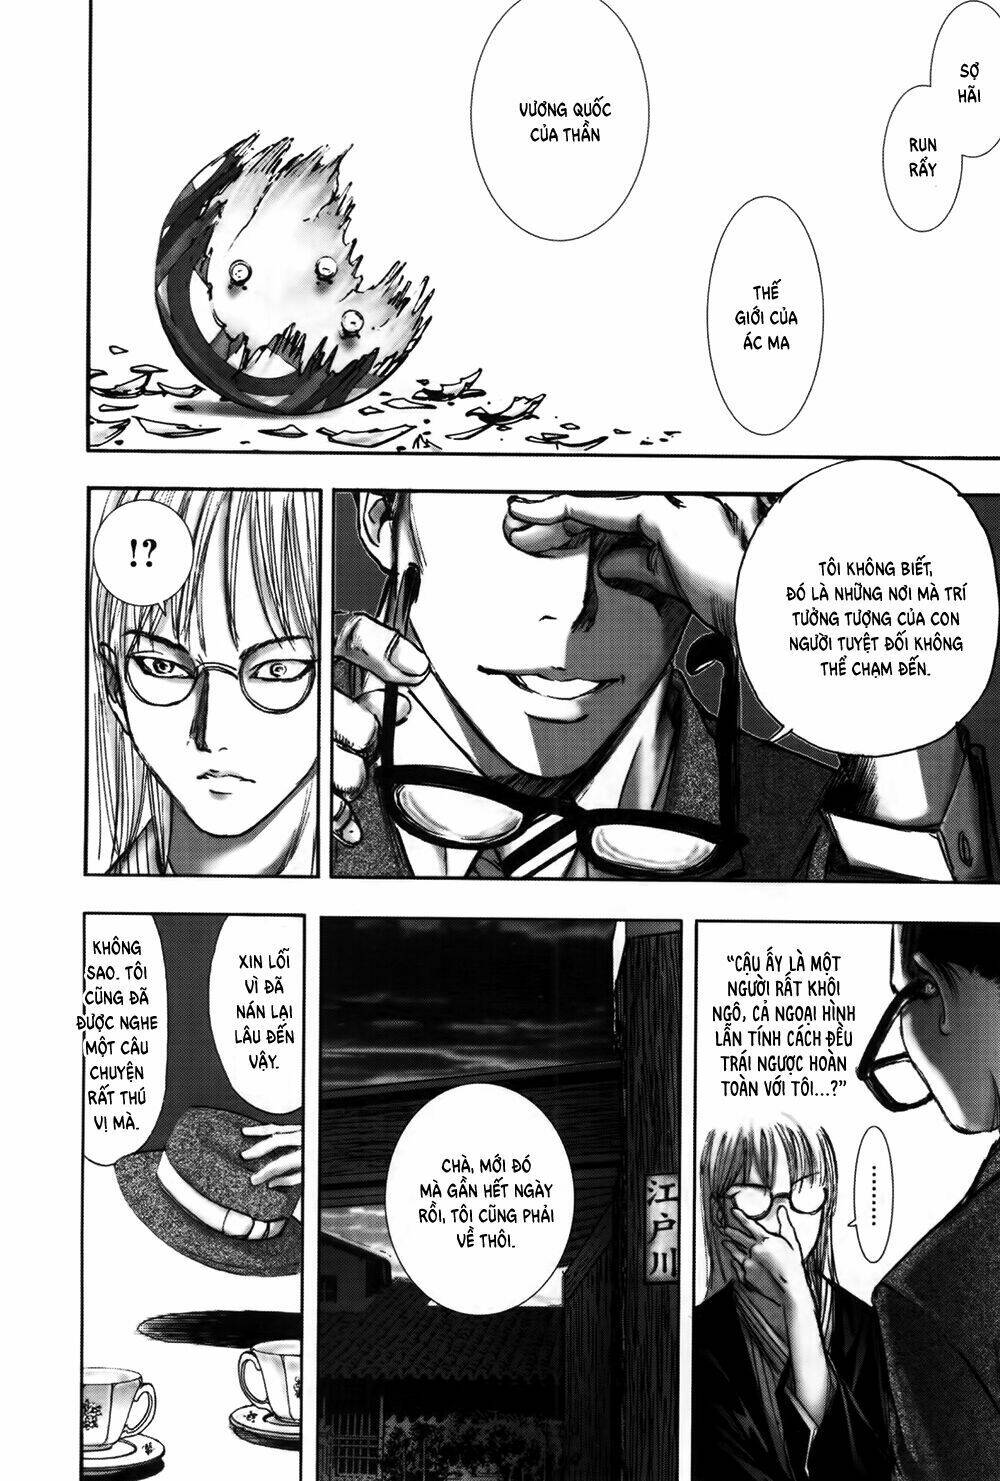 SỢ
HÃI
RUN
RẨY
THẾ
GIỚI CỦA
ÁC MA
VƯƠNG QUỐC
CỦA THẦN
TÔI KHÔNG BIẾT,
ĐÓ LÀ NHỮNG NƠI MÀ TRÍ
TƯỞNG TƯỢNG CỦA CON
NGƯỜI TUYỆT ĐỐI KHÔNG
THỂ CHẠM ĐẾN.
!?
“CẬU ẤY LÀ MỘT
NGƯỜI RẤT KHÔI
NGÔ, CẢ NGOẠI HÌNH
LẪN TÍNH CÁCH ĐỀU
TRÁI NGƯỢC HOÀN
TOÀN VỚI TÔI...?”
.........
CHÀ, MỚI ĐÓ
MÀ GẦN HẾT NGÀY
RỒI, TÔI CŨNG PHẢI
VỀ THÔI.
江戸川
XIN LỖI
VÌ ĐÃ
NÁN LẠI
LÂU ĐẾN
VẬY.
KHÔNG
SAO. TÔI
CŨNG ĐÃ
ĐƯỢC NGHE
MỘT CÂU
CHUYỆN
RẤT THÚ
VỊ MÀ.